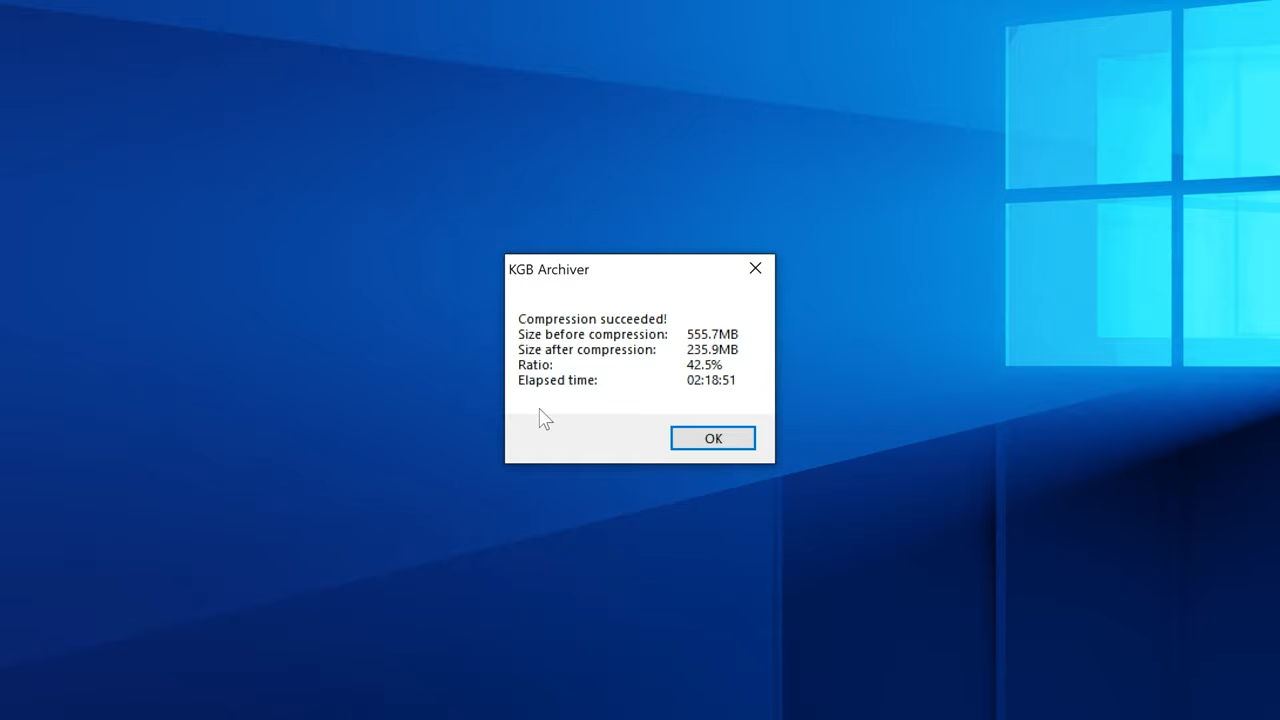 KGB Archiver
Compression succeeded!
Size before compression: 555.7MB
Size after compression: 235.9MB
Ratio: 42.5%
Elapsed time: 02:18:51
OK